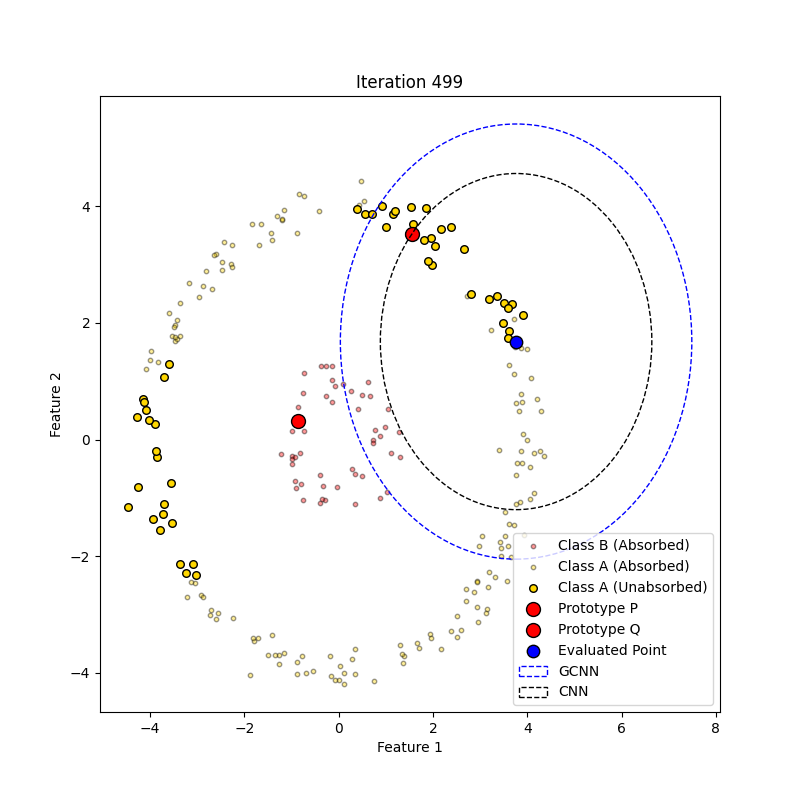 Iteration 499
Feature 2
4
2
0
−2
−4
−4
−2
0
2
4
6
8
Feature 1
Class B (Absorbed)
Class A (Absorbed)
Class A (Unabsorbed)
Prototype P
Prototype Q
Evaluated Point
GCNN
CNN